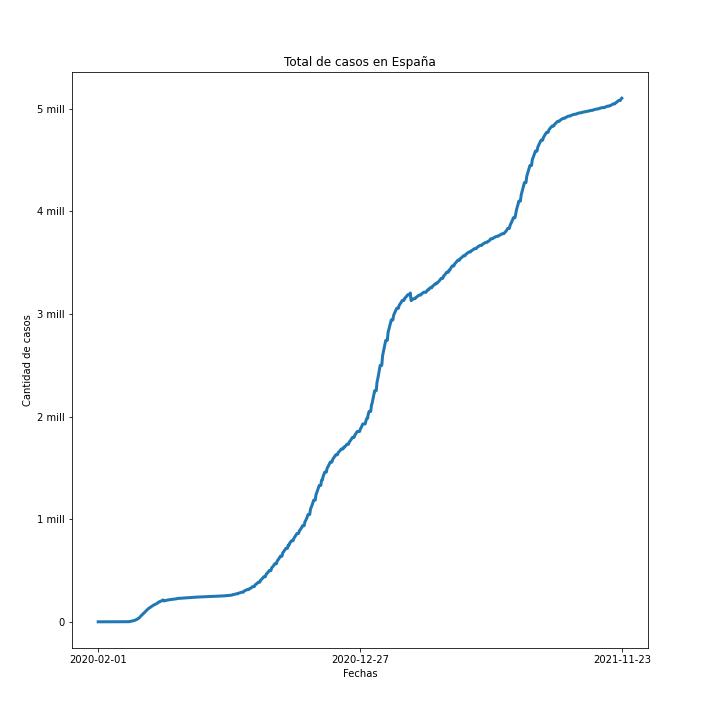 Total de casos en España
Cantidad de casos
5 mill
4 mill
3 mill
2 mill
1 mill
0
2020-02-01
2020-12-27
2021-11-23
Fechas